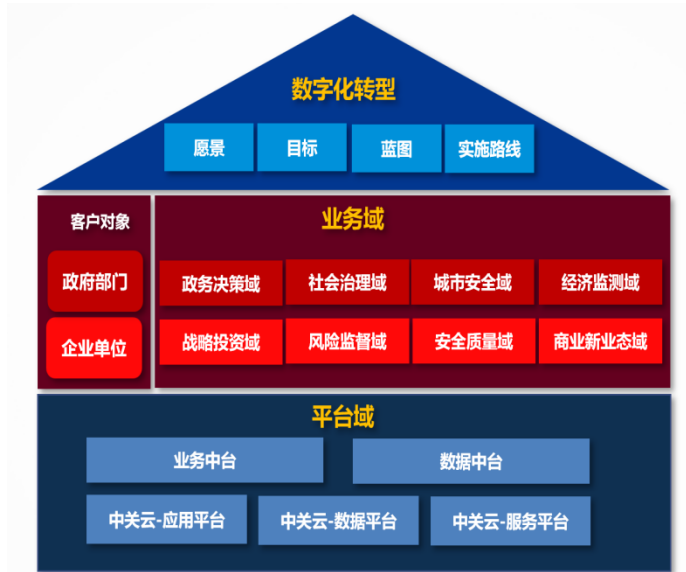 数字化转型
愿景 目标 蓝图 实施路线
客户对象 业务域
政府部门 政务决策域 社会治理域 城市安全域 经济监测域
企业单位 战略投资域 风险监督域 安全质量域 商业新业态域
平台域
业务中台 数据中台
中关云-应用平台 中关云-数据平台 中关云-服务平台